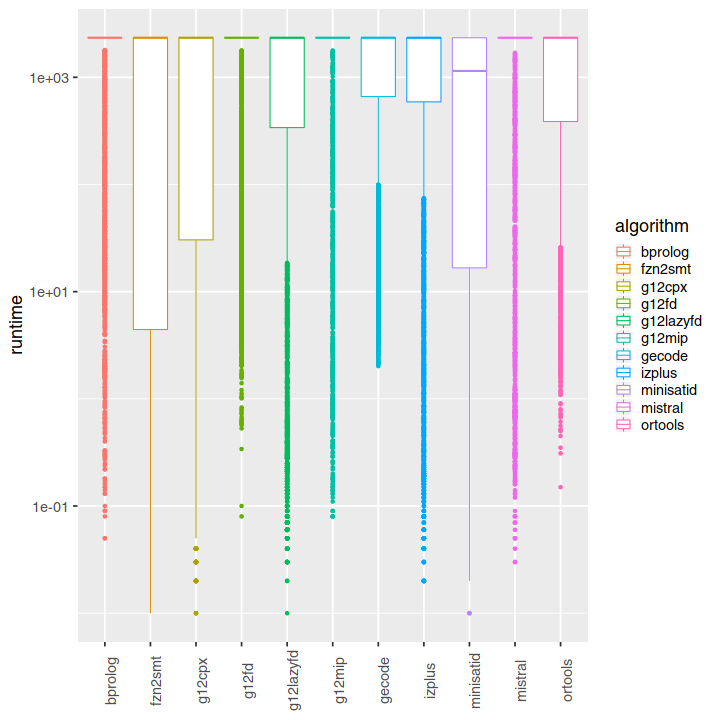 1e+03
1e+01
1e-01
runtime
bprolog
fzn2smt
g12cpx
g12fd
g12lazyfd
g12mip
gecode
izplus
minisatid
mistral
ortools
algorithm
bprolog
fzn2smt
g12cpx
g12fd
g12lazyfd
g12mip
gecode
izplus
minisatid
mistral
ortools